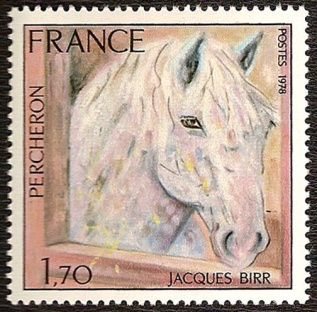 FRANCE
POSTES 1978
PERCHERON
1,70
JACQUES BIRR